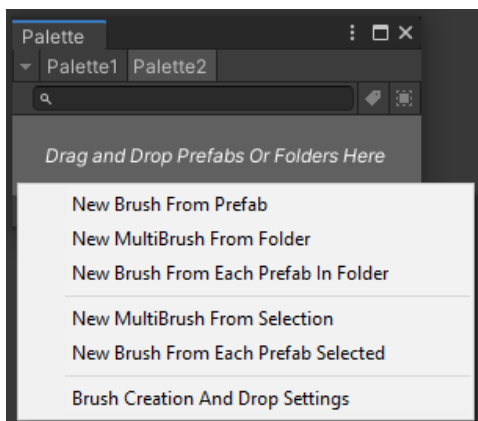 Palette
Palette1 Palette2
Drag and Drop Prefabs Or Folders Here
New Brush From Prefab
New MultiBrush From Folder
New Brush From Each Prefab In Folder
New MultiBrush From Selection
New Brush From Each Prefab Selected
Brush Creation And Drop Settings